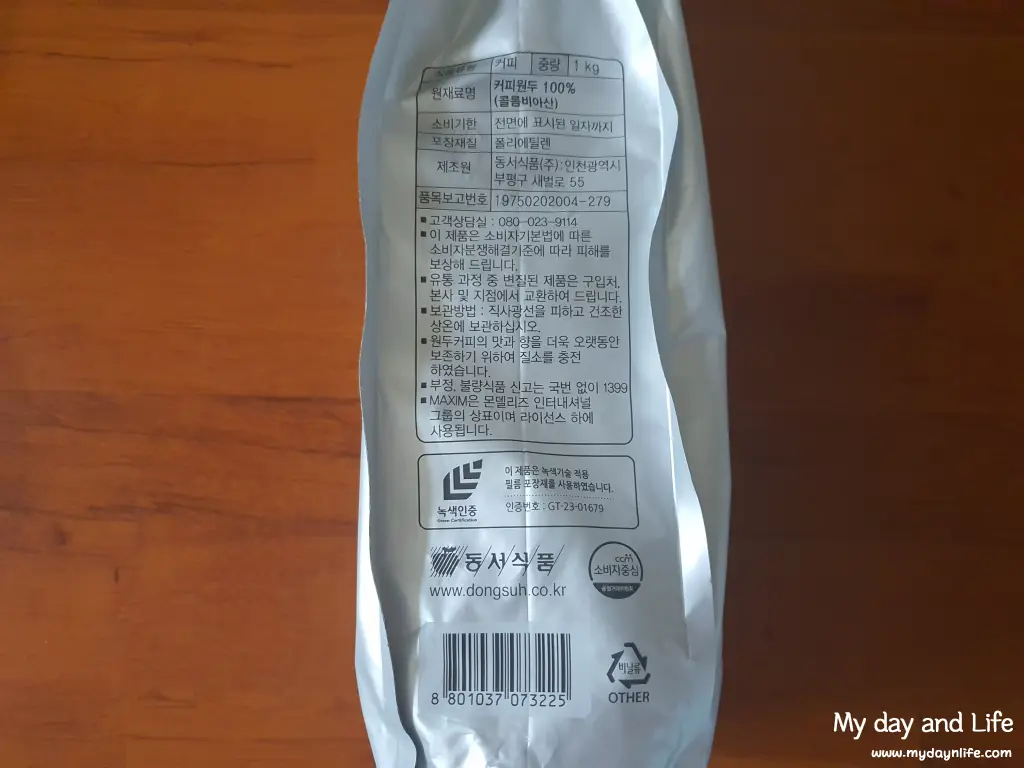 식품유형 커피 중량 1 kg
원재료명 커피원두 100%
(콜롬비아산)
소비기한 전면에 표시된 일자까지
포장재질 폴리에틸렌
제조원 동서식품(주):인천광역시
부평구 새벌로 55
품목보고번호 19750202004-279
■ 고객상담실 : 080-023-9114
■ 이 제품은 소비자기본법에 따른
소비자분쟁해결기준에 따라 피해를
보상해 드립니다.
■ 유통 과정 중 변질된 제품은 구입처,
본사 및 지점에서 교환하여 드립니다.
■ 보관방법 : 직사광선을 피하고 건조한
상온에 보관하십시오.
■ 원두커피의 맛과 향을 더욱 오랫동안
보존하기 위하여 질소를 충전
하였습니다.
■ 부정, 불량식품 신고는 국번 없이 1399
■ MAXIM은 몬델리즈 인터내셔널
그룹의 상표이며 라이선스 하에
사용됩니다.
이 제품은 녹색기술 적용
필름 포장재를 사용하였습니다.
인증번호 : GT-23-01679
녹색인증
Green Certification
동서식품
www.dongsuh.co.kr
CCM
소비자중심
비닐류
OTHER
8 801037 073225
My day and Life
www.mydaynlife.com